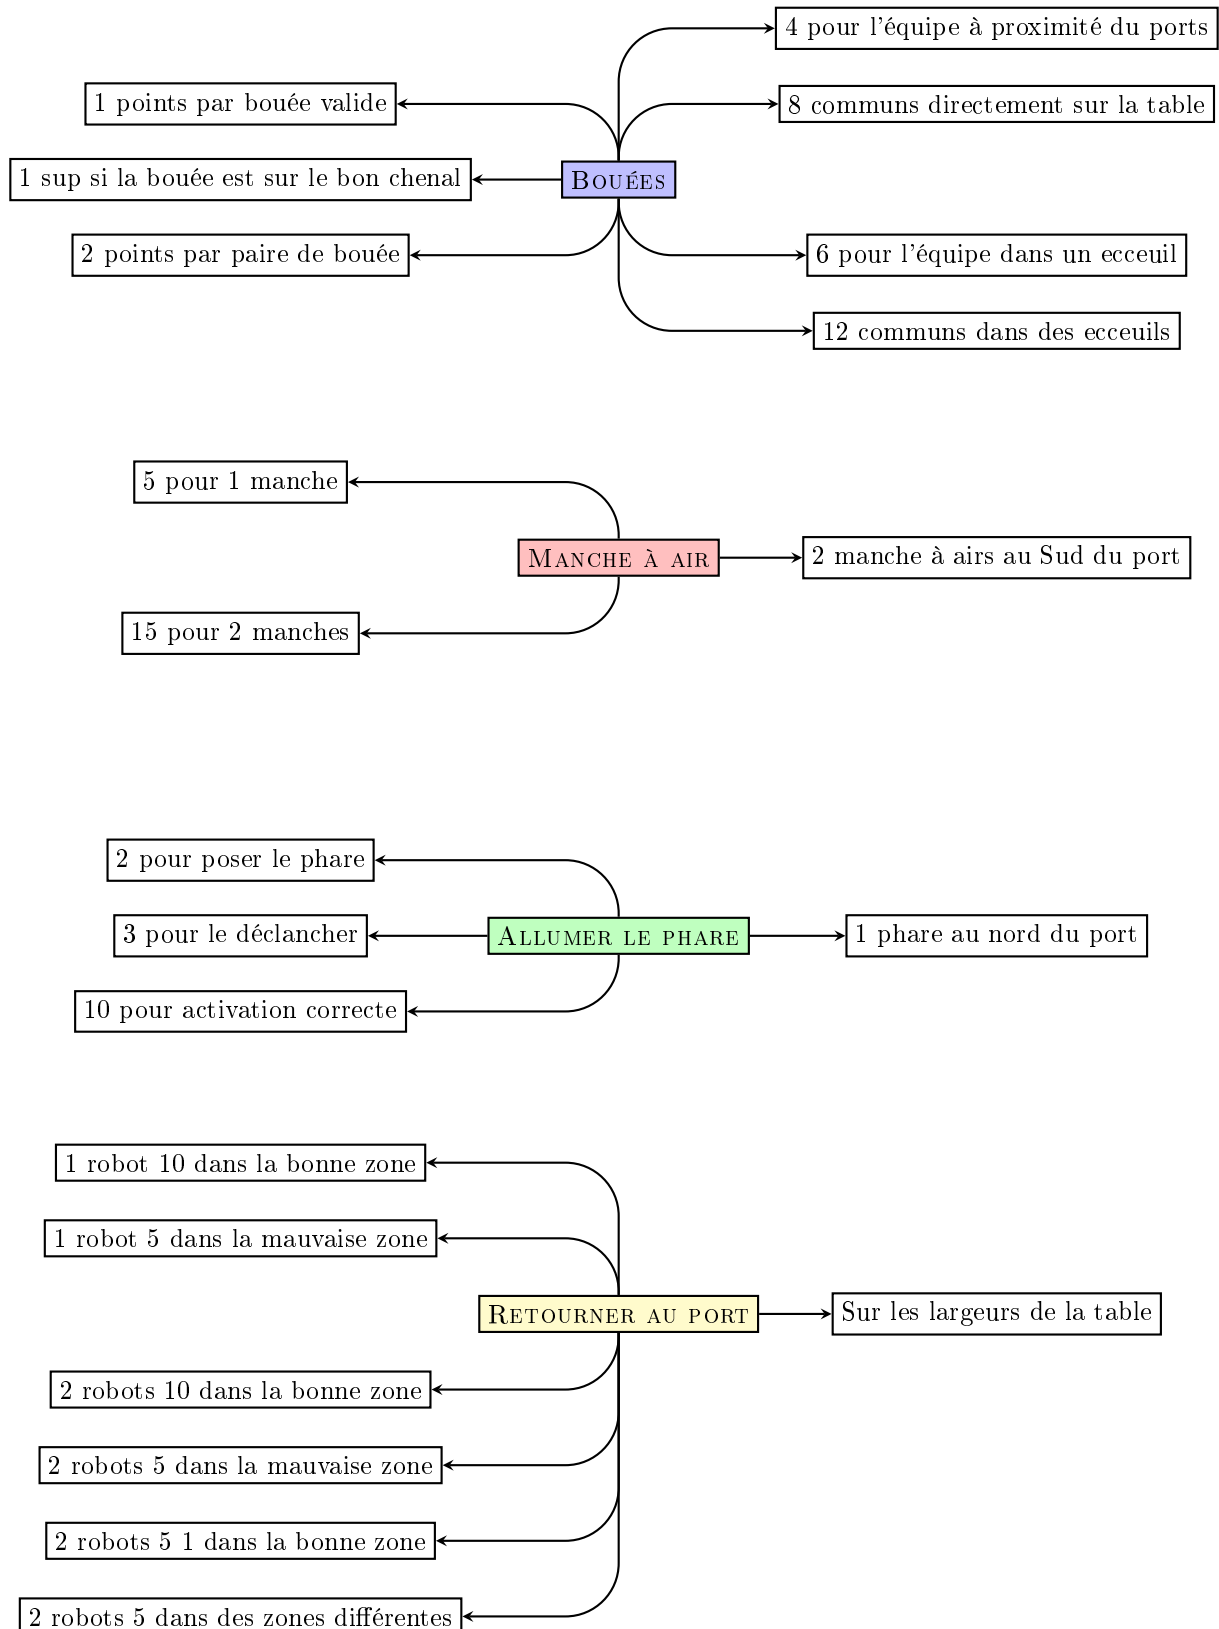 4 pour l'équipe à proximité du ports
1 points par bouée valide
8 communs directement sur la table
1 sup si la bouée est sur le bon chenal
Bouées
2 points par paire de bouée
6 pour l'équipe dans un ecceuil
12 communs dans des ecceuils
5 pour 1 manche
Manche à air
2 manche à airs au Sud du port
15 pour 2 manches
2 pour poser le phare
3 pour le déclancher
Allumer le phare
1 phare au nord du port
10 pour activation correcte
1 robot 10 dans la bonne zone
1 robot 5 dans la mauvaise zone
Retourner au port
Sur les largeurs de la table
2 robots 10 dans la bonne zone
2 robots 5 dans la mauvaise zone
2 robots 5 1 dans la bonne zone
2 robots 5 dans des zones différentes